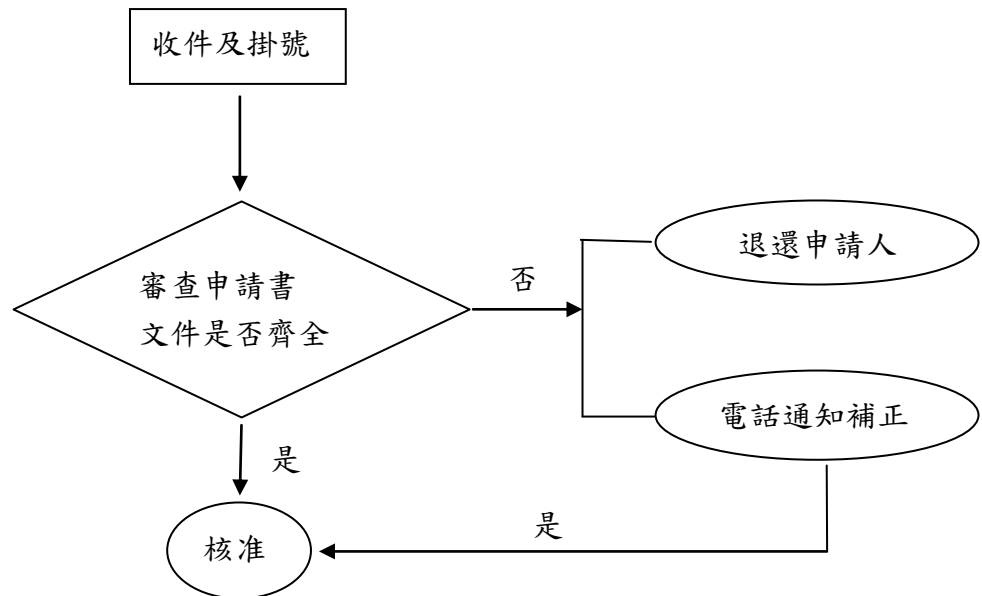 收件及掛號
審查申請書
文件是否齊全
否
退還申請人
電話通知補正
是
是
核准